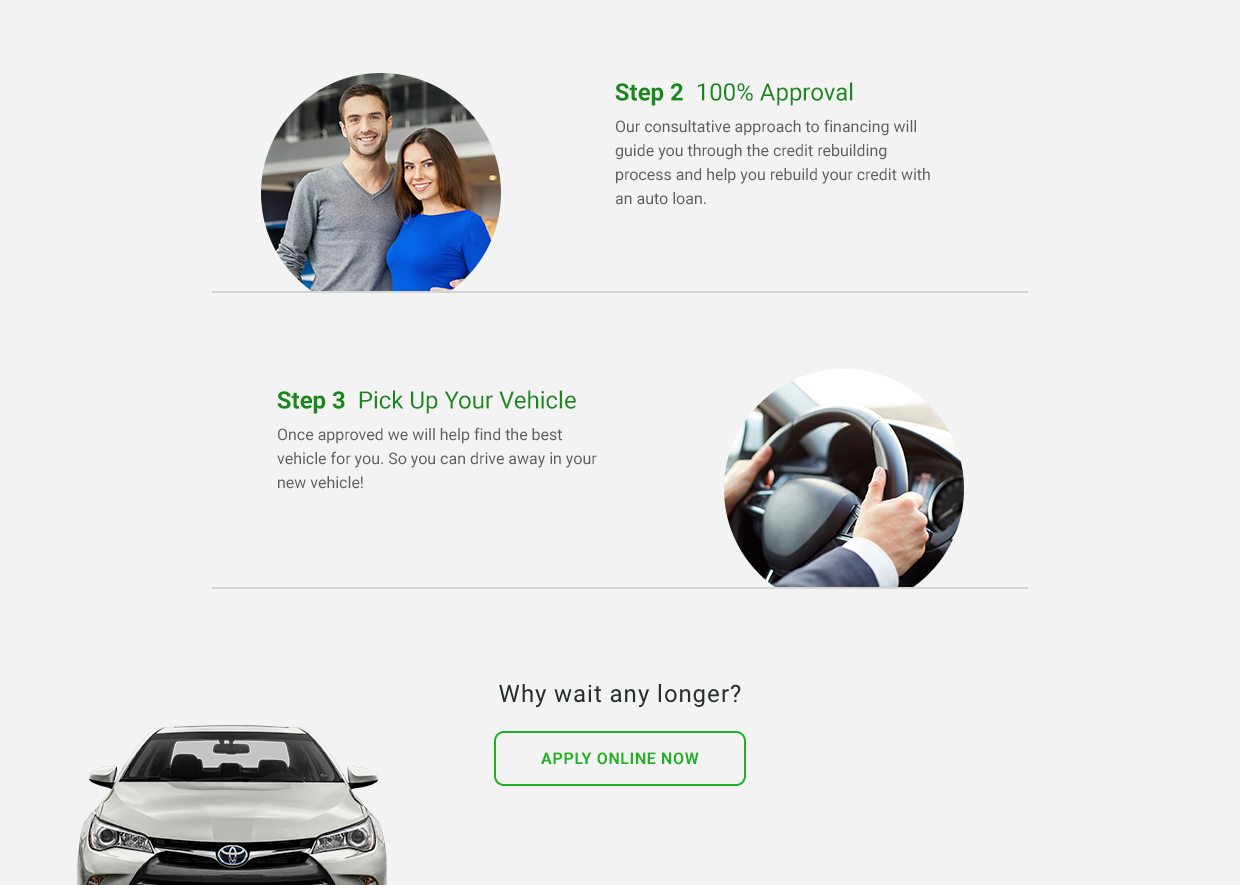 Step 2 100% Approval
Our consultative approach to financing will
guide you through the credit rebuilding
process and help you rebuild your credit with
an auto loan.
Step 3 Pick Up Your Vehicle
Once approved we will help find the best
vehicle for you. So you can drive away in your
new vehicle!
Why wait any longer?
APPLY ONLINE NOW